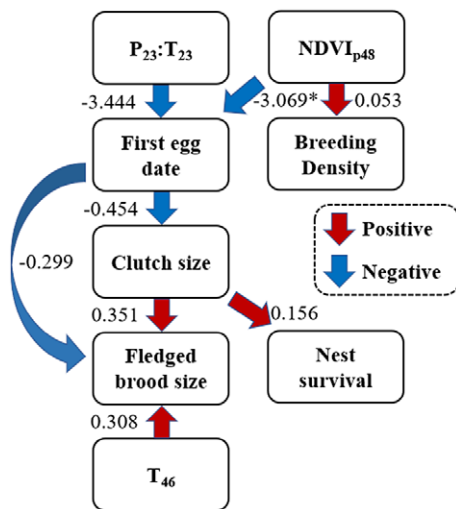 P₂₃:T₂₃
NDVIₚ₄₈
-3.444
-3.069*
0.053
First egg
date
Breeding
Density
-0.454
Positive
Negative
-0.299
Clutch size
0.351
0.156
Fledged
brood size
Nest
survival
0.308
T₄₆